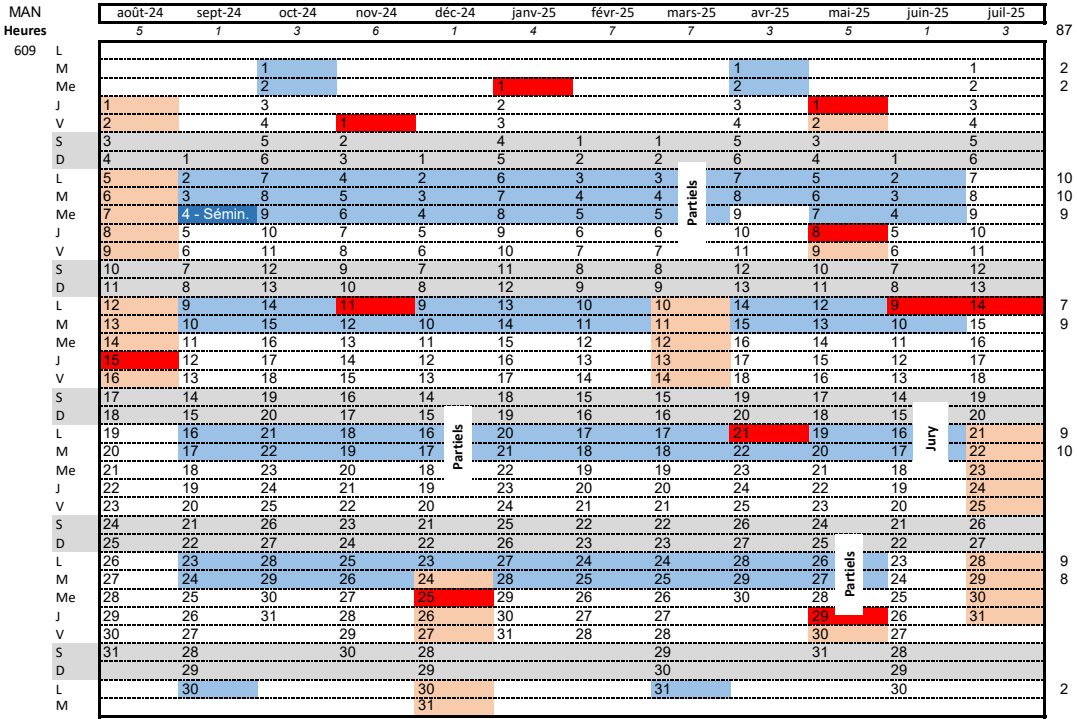 MAN août-24 sept-24 oct-24 nov-24 déc-24 janv-25 févr-25 mars-25 avr-25 mai-25 juin-25 juil-25
Heures 5 1 3 6 1 4 7 7 3 5 1 3 87
609 L
M 1 1 1 2
Me 2 1 2 2 2
J 1 3 2 3 1 3
V 2 4 1 3 4 2 4
S 3 5 2 4 1 1 5 3 5
D 4 1 6 3 1 5 2 2 6 4 1 6
L 5 2 7 4 2 6 3 3 7 5 2 7 10
M 6 3 8 5 3 7 4 4 8 6 3 8 10
Partiels
Me 7 4 - Sémin. 9 6 4 8 5 5 9 7 4 9 9
J 8 5 10 7 5 9 6 6 10 8 5 10
V 9 6 11 8 6 10 7 7 11 9 6 11
S 10 7 12 9 7 11 8 8 12 10 7 12
D 11 8 13 10 8 12 9 9 13 11 8 13
L 12 9 14 11 9 13 10 10 14 12 9 14 7
M 13 10 15 12 10 14 11 11 15 13 10 15 9
Me 14 11 16 13 11 15 12 12 16 14 11 16
J 15 12 17 14 12 16 13 13 17 15 12 17
V 16 13 18 15 13 17 14 14 18 16 13 18
S 17 14 19 16 14 18 15 15 19 17 14 19
D 18 15 20 17 15 19 16 16 20 18 15 20
L 19 16 21 18 16 20 17 17 21 19 16 21 9
Partiels
Jury
M 20 17 22 19 17 21 18 18 22 20 17 22 10
Me 21 18 23 20 18 22 19 19 23 21 18 23
J 22 19 24 21 19 23 20 20 24 22 19 24
V 23 20 25 22 20 24 21 21 25 23 20 25
S 24 21 26 23 21 25 22 22 26 24 21 26
D 25 22 27 24 22 26 23 23 27 25 22 27
L 26 23 28 25 23 27 24 24 28 26 23 28 9
M 27 24 29 26 24 28 25 25 29 27 24 29 8
Partiels
Me 28 25 30 27 25 29 26 26 30 28 25 30
J 29 26 31 28 26 30 27 27 29 26 31
V 30 27 29 27 31 28 28 30 27
S 31 28 30 28 29 31 28
D 29 29 30 29
L 30 30 31 30 2
M 31